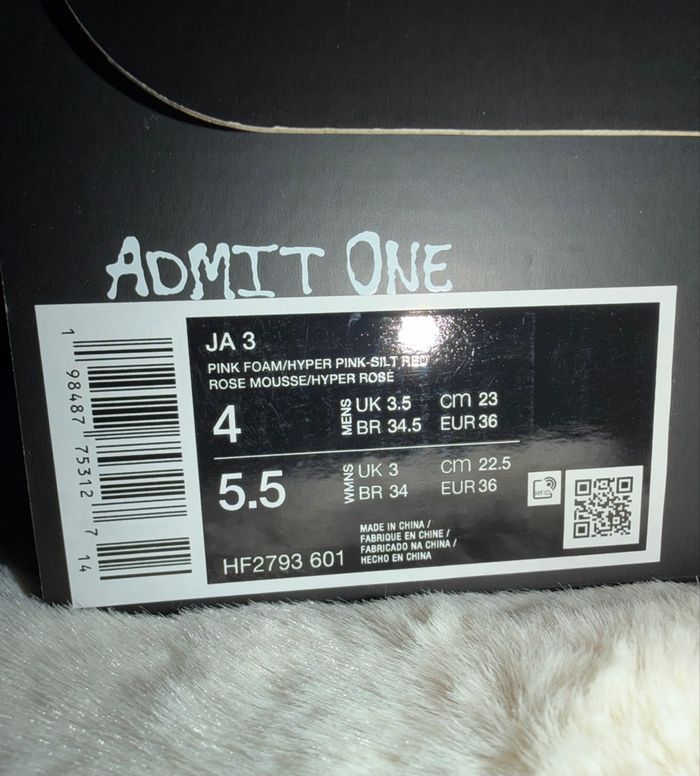 ADMIT ONE
JA 3
PINK FOAM/HYPER PINK-SILT RED
ROSE MOUSSE/HYPER ROSE
4
MENS
UK 3.5 cm 23
BR 34.5 EUR 36
5.5
WMNS
UK 3 cm 22.5
BR 34 EUR 36
HF2793 601
MADE IN CHINA /
FABRIQUE EN CHINE /
FABRICADO NA CHINA /
HECHO EN CHINA
RFID
1 98487 75312 7 14